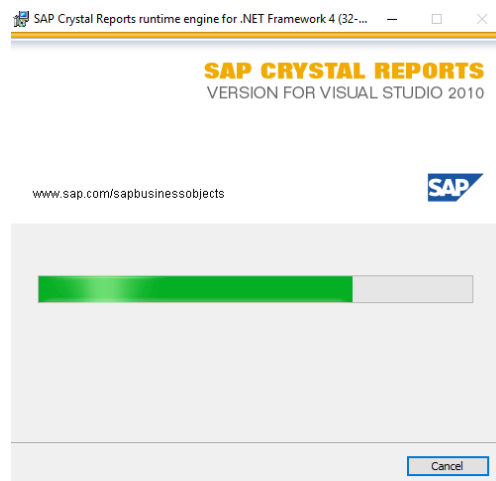 SAP Crystal Reports runtime engine for .NET Framework 4 (32-...
SAP CRYSTAL REPORTS
VERSION FOR VISUAL STUDIO 2010
www.sap.com/sapbusinessobjects
SAP
Cancel